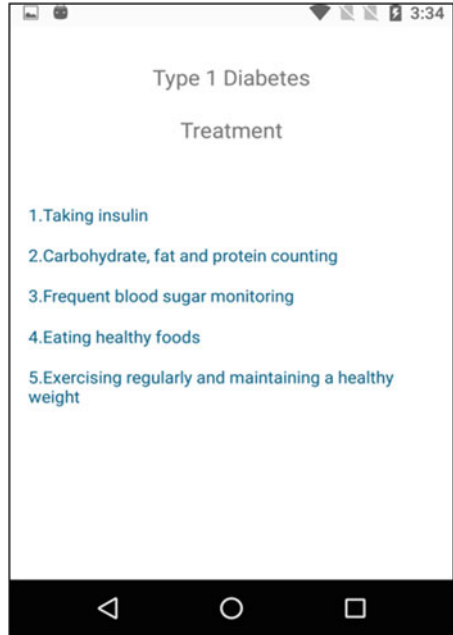 3:34
Type 1 Diabetes
Treatment
1.Taking insulin
2.Carbohydrate, fat and protein counting
3.Frequent blood sugar monitoring
4.Eating healthy foods
5.Exercising regularly and maintaining a healthy
weight